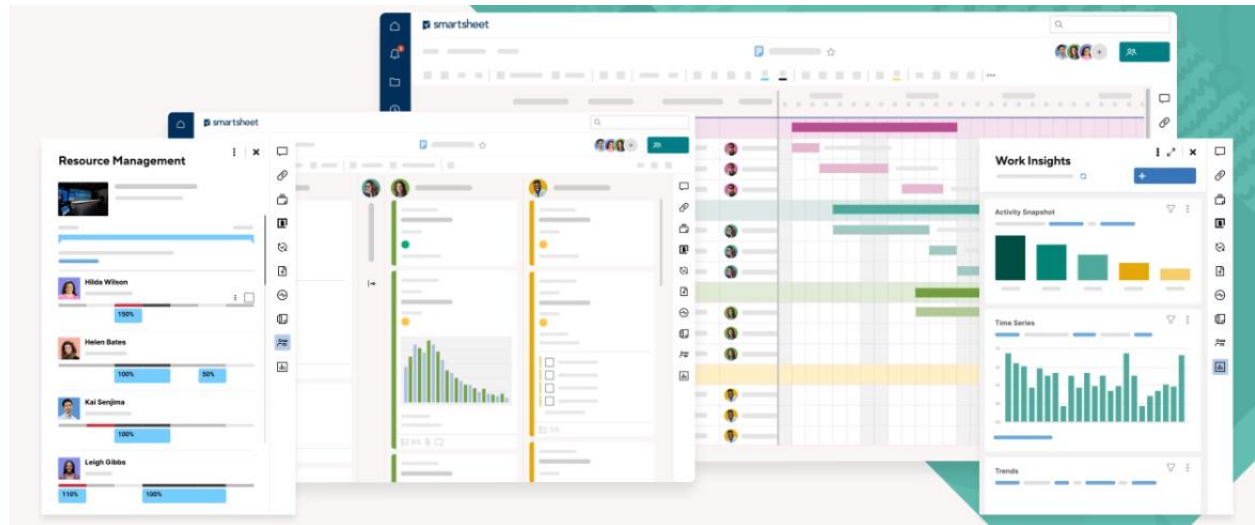 smartsheet
smartsheet
Resource Management
Hilda Wilson
150%
Helen Bates
100%
50%
Kai Senjima
100%
Leigh Gibbs
110%
100%
Work Insights
+
Activity Snapshot
Time Series
Trends